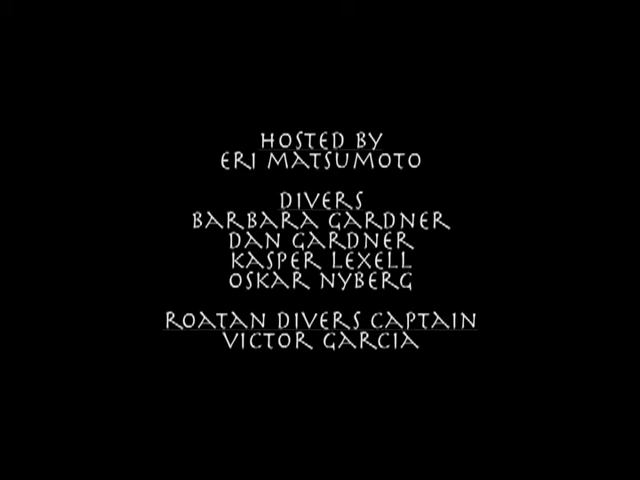 HOSTED BY
ERI MATSUMOTO
DIVERS
BARBARA GARDNER
DAN GARDNER
KASPER LEXELL
OSKAR NYBERG
ROATAN DIVERS CAPTAIN
VICTOR GARCIA